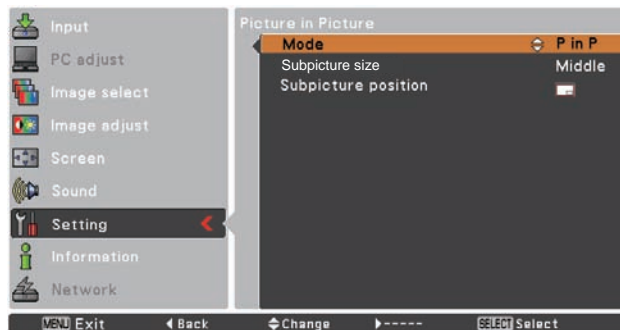 Input
PC adjust
Image select
Image adjust
Screen
Sound
Setting
Information
Network
Picture in Picture
Mode P in P
Subpicture size Middle
Subpicture position
MENU Exit Back Change ----- SELECT Select